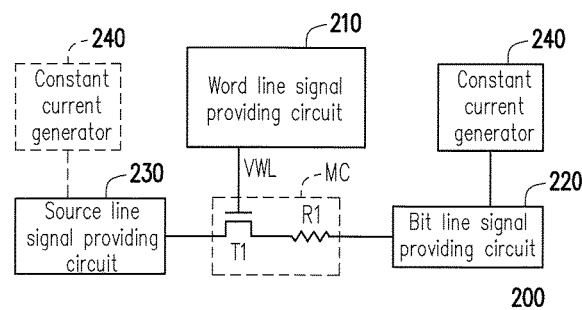 240
Constant
current
generator
210
Word line signal
providing circuit
240
Constant
current
generator
230
Source line
signal providing
circuit
VWL
MC
T1
R1
220
Bit line signal
providing circuit
200